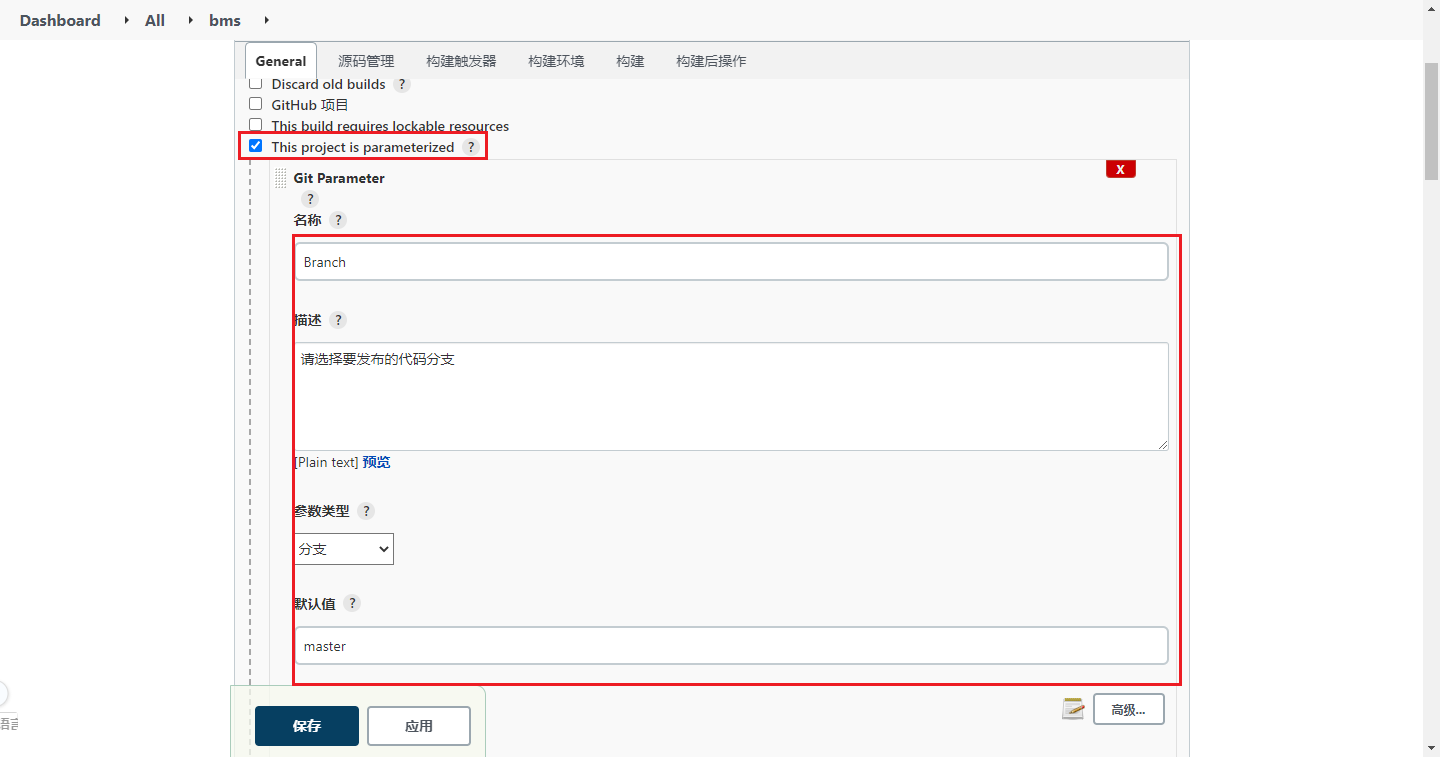 Dashboard All bms
General 源码管理 构建触发器 构建环境 构建 构建后操作
Discard old builds ?
GitHub 项目
This build requires lockable resources
This project is parameterized ?
X
Git Parameter
?
名称 ?
Branch
描述 ?
请选择要发布的代码分支
[Plain text] 预览
参数类型 ?
分支
默认值 ?
master
高级...
保存 应用
语言